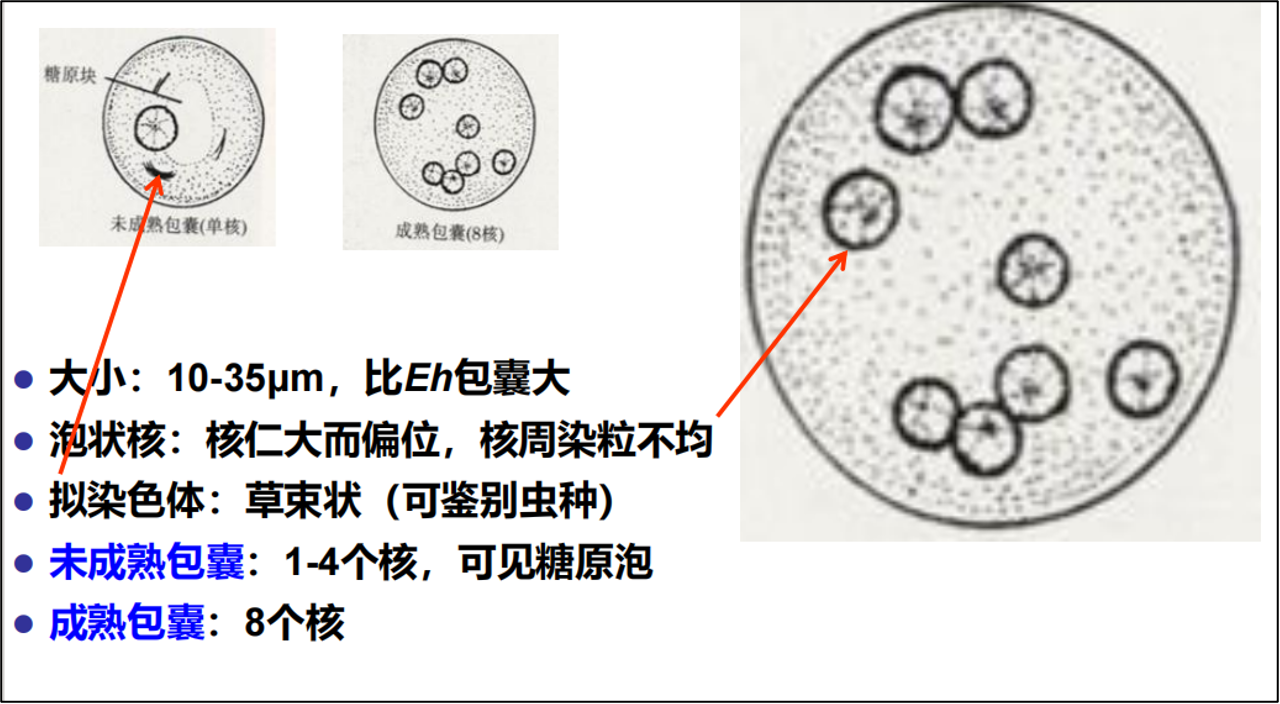 糖原块
未成熟包囊(单核)
成熟包囊(8核)
大小：10-35μm，比Eh包囊大
泡状核：核仁大而偏位，核周染粒不均
拟染色体：草束状（可鉴别虫种）
未成熟包囊：1-4个核，可见糖原泡
成熟包囊：8个核